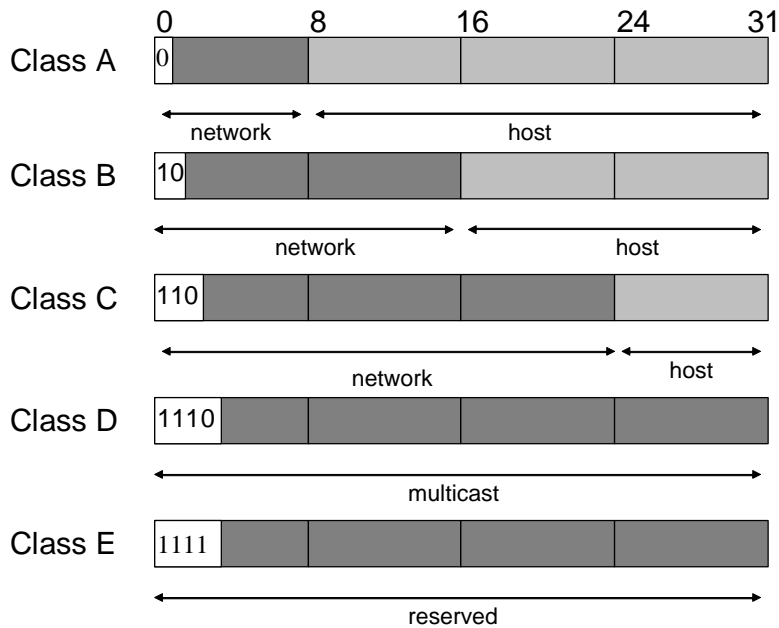 0 8 16 24 31
Class A 0
network host
Class B 10
network host
Class C 110
network host
Class D 1110
multicast
Class E 1111
reserved